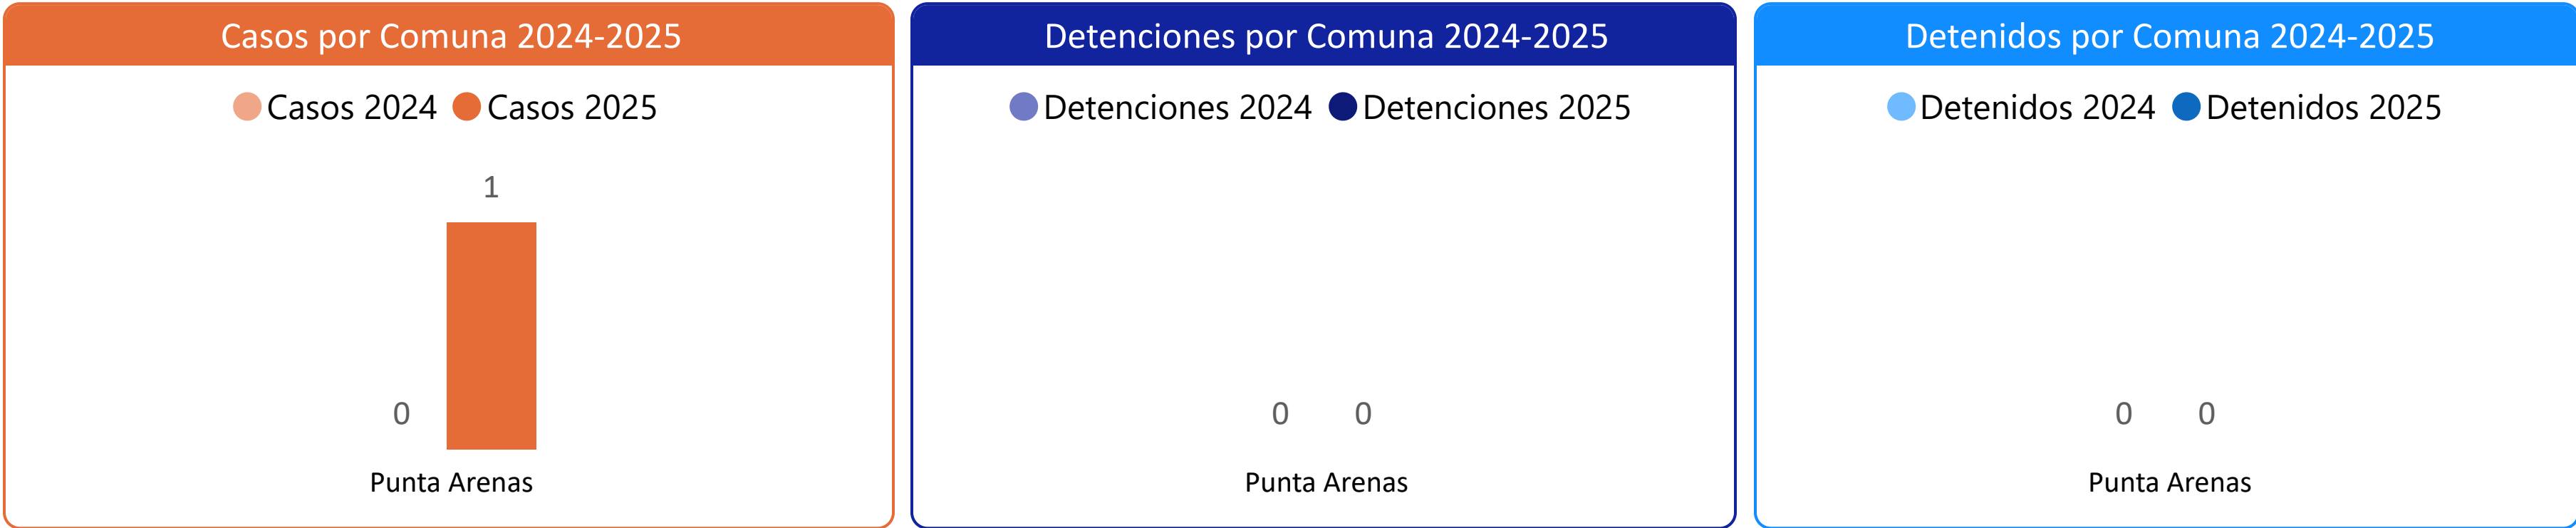 Casos por Comuna 2024-2025
Casos 2024 Casos 2025
1
0
Punta Arenas
Detenciones por Comuna 2024-2025
Detenciones 2024 Detenciones 2025
0 0
Punta Arenas
Detenidos por Comuna 2024-2025
Detenidos 2024 Detenidos 2025
0 0
Punta Arenas